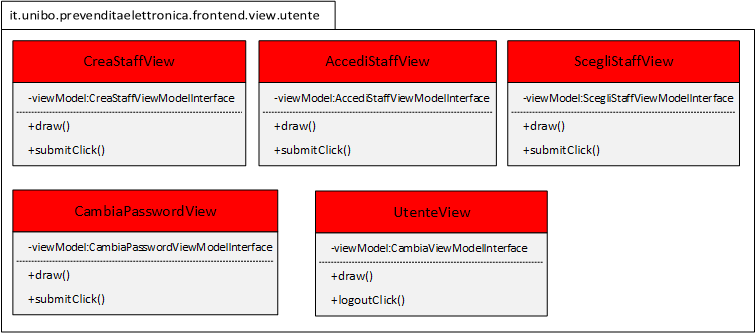 it.unibo.prevenditaelettronica.frontend.view.utente
CreaStaffView
-viewModel:CreaStaffViewModelInterface
+draw()
+submitClick()
AccediStaffView
-viewModel:AccediStaffViewModelInterface
+draw()
+submitClick()
ScegliStaffView
-viewModel:ScegliStaffViewModelInterface
+draw()
+submitClick()
CambiaPasswordView
-viewModel:CambiaPasswordViewModelInterface
+draw()
+submitClick()
UtenteView
-viewModel:CambiaViewModelInterface
+draw()
+logoutClick()